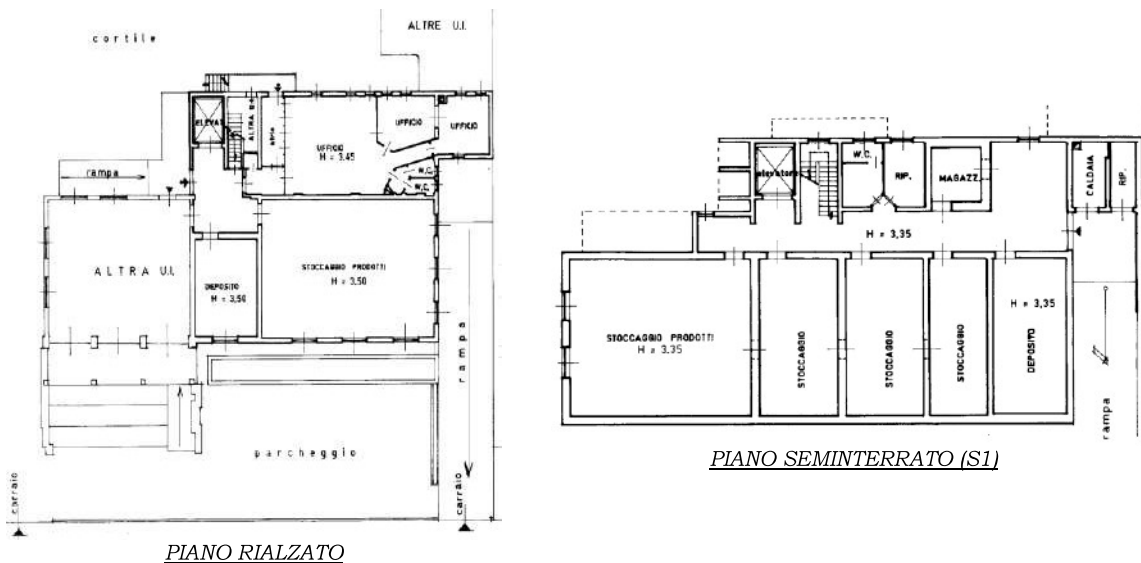 cortile
ALTRE U.I.
ELEVAT.
ALTRA U.I.
atrio
UFFICIO
H = 3,45
UFFICIO
UFFICIO
W.C.
W.C.
rampa
ALTRA U.I.
DEPOSITO
H = 3,50
STOCCAGGIO PRODOTTI
H = 3,50
rampa
parcheggio
carraio
carraio
PIANO RIALZATO
elevatore
W.C.
RIP.
MAGAZZ.
CALDAIA
RIP.
H = 3,35
STOCCAGGIO PRODOTTI
H = 3,35
STOCCAGGIO
STOCCAGGIO
STOCCAGGIO
H = 3,35
DEPOSITO
rampa
PIANO SEMINTERRATO (S1)